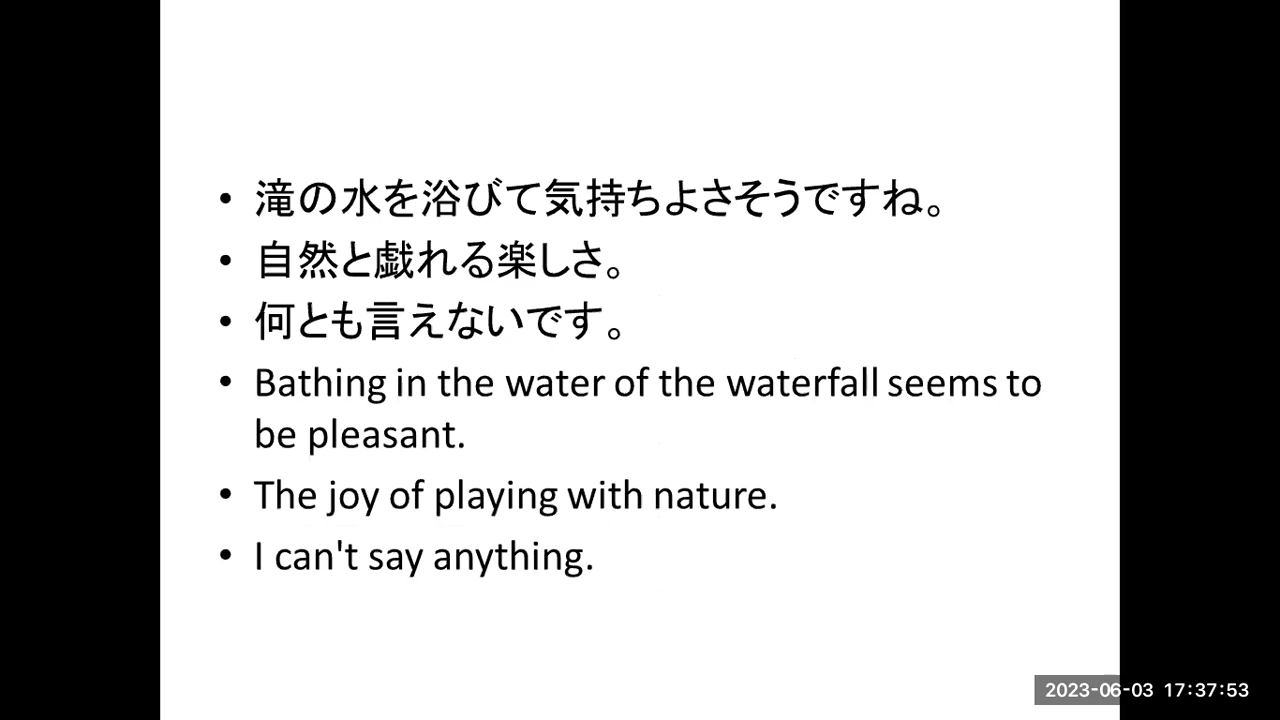 • 滝の水を浴びて気持ちよさそうですね。
• 自然と戯れる楽しさ。
• 何とも言えないです。
• Bathing in the water of the waterfall seems to
be pleasant.
• The joy of playing with nature.
• I can't say anything.
2023-06-03 17:37:53